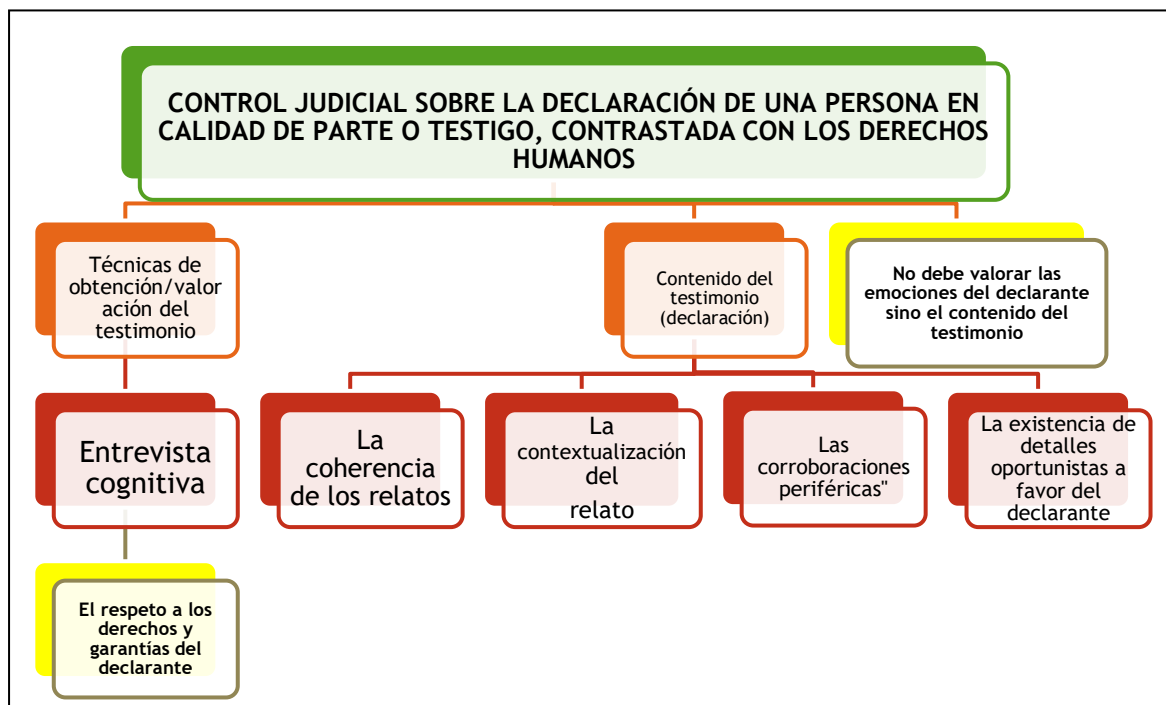 CONTROL JUDICIAL SOBRE LA DECLARACIÓN DE UNA PERSONA EN
CALIDAD DE PARTE O TESTIGO, CONTRASTADA CON LOS DERECHOS
HUMANOS
Técnicas de
obtención/valor
ación del
testimonio
Contenido del
testimonio
(declaración)
No debe valorar las
emociones del declarante
sino el contenido del
testimonio
Entrevista
cognitiva
La
coherencia
de los relatos
La
contextualización
del
relato
Las
corroboraciones
periféricas"
La existencia de
detalles
oportunistas a
favor del
declarante
El respeto a los
derechos y
garantías del
declarante